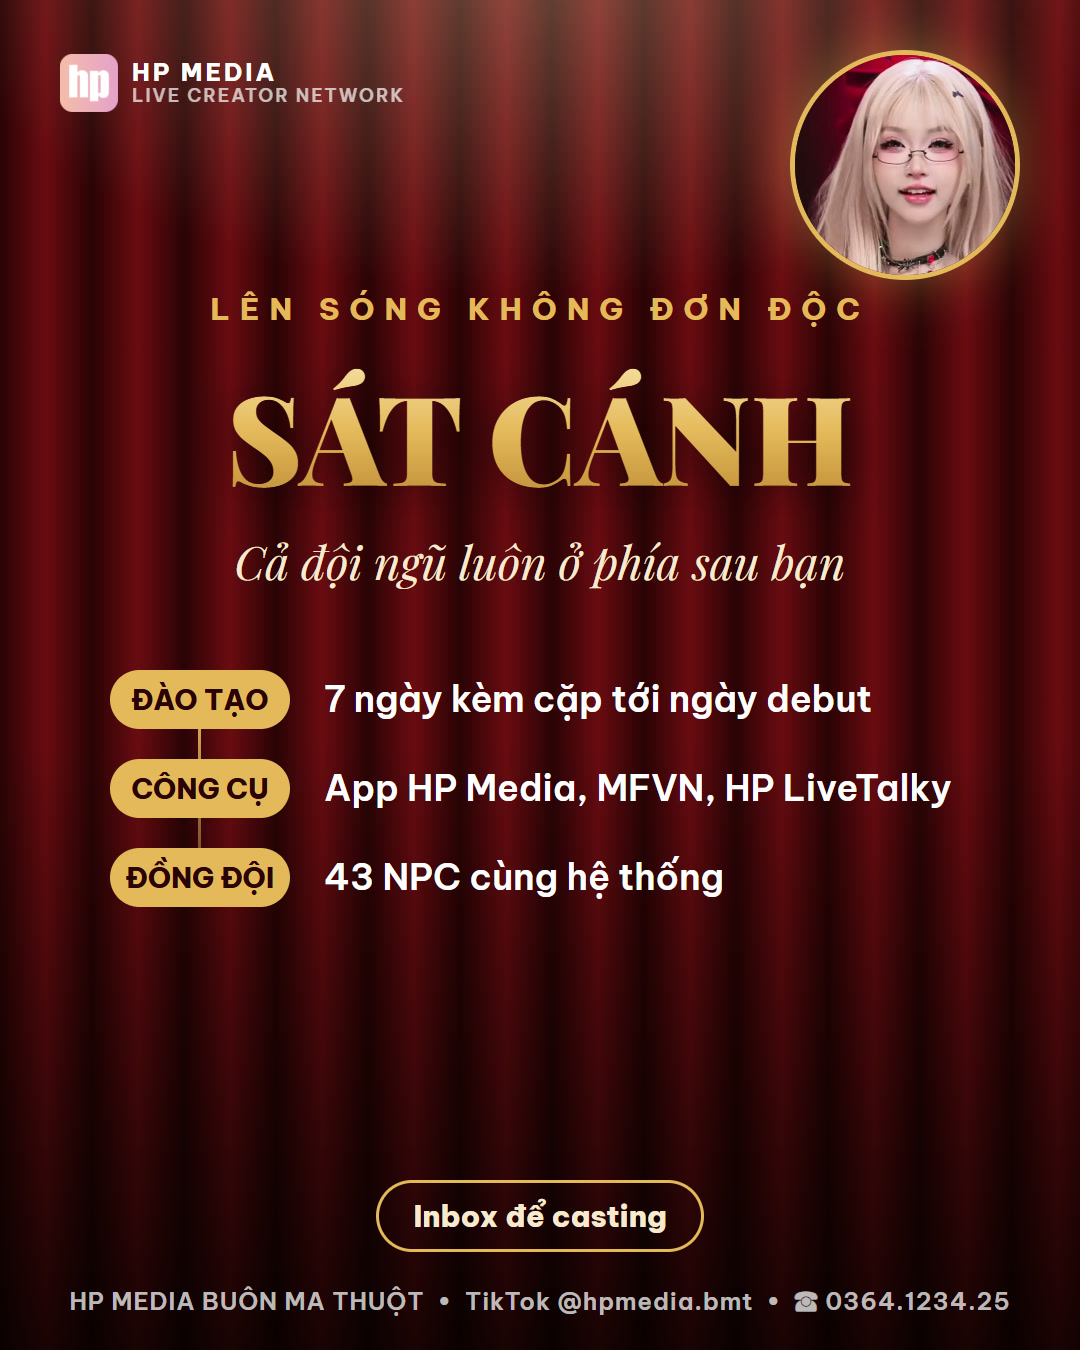 hp
HP MEDIA
LIVE CREATOR NETWORK
LÊN SÓNG KHÔNG ĐƠN ĐỘC
SÁT CÁNH
Cả đội ngũ luôn ở phía sau bạn
ĐÀO TẠO 7 ngày kèm cặp tới ngày debut
CÔNG CỤ App HP Media, MFVN, HP LiveTalky
ĐỒNG ĐỘI 43 NPC cùng hệ thống
Inbox để casting
HP MEDIA BUÔN MA THUỘT • TikTok @hpmedia.bmt • ☎ 0364.1234.25